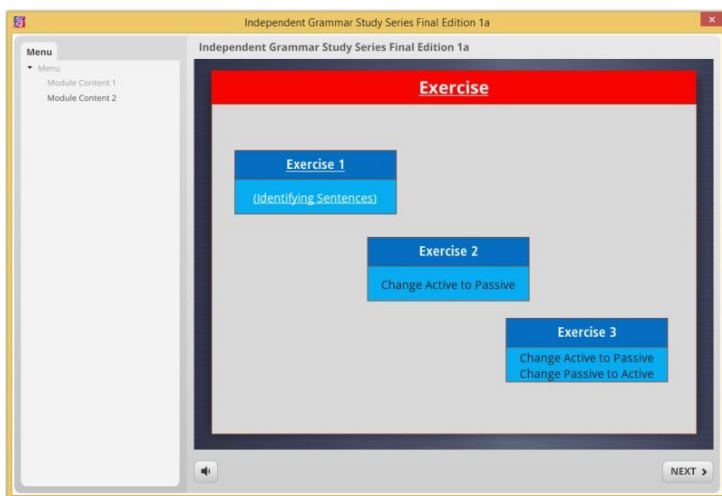 Independent Grammar Study Series Final Edition 1a
Menu
Menu
Module Content 1
Module Content 2
Independent Grammar Study Series Final Edition 1a
Exercise
Exercise 1
(Identifying Sentences)
Exercise 2
Change Active to Passive
Exercise 3
Change Active to Passive
Change Passive to Active
NEXT